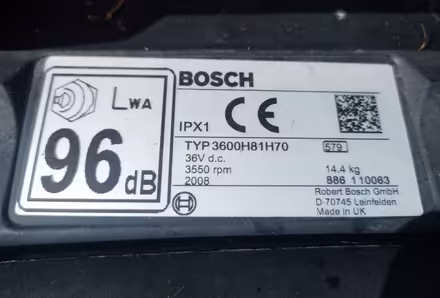 LWA
96 dB
BOSCH
IPX1
CE
TYP 3600H81H70 579
36V d.c.
3550 rpm 14.4 kg
2008 886 110063
Robert Bosch GmbH
D-70745 Leinfelden
Made in UK